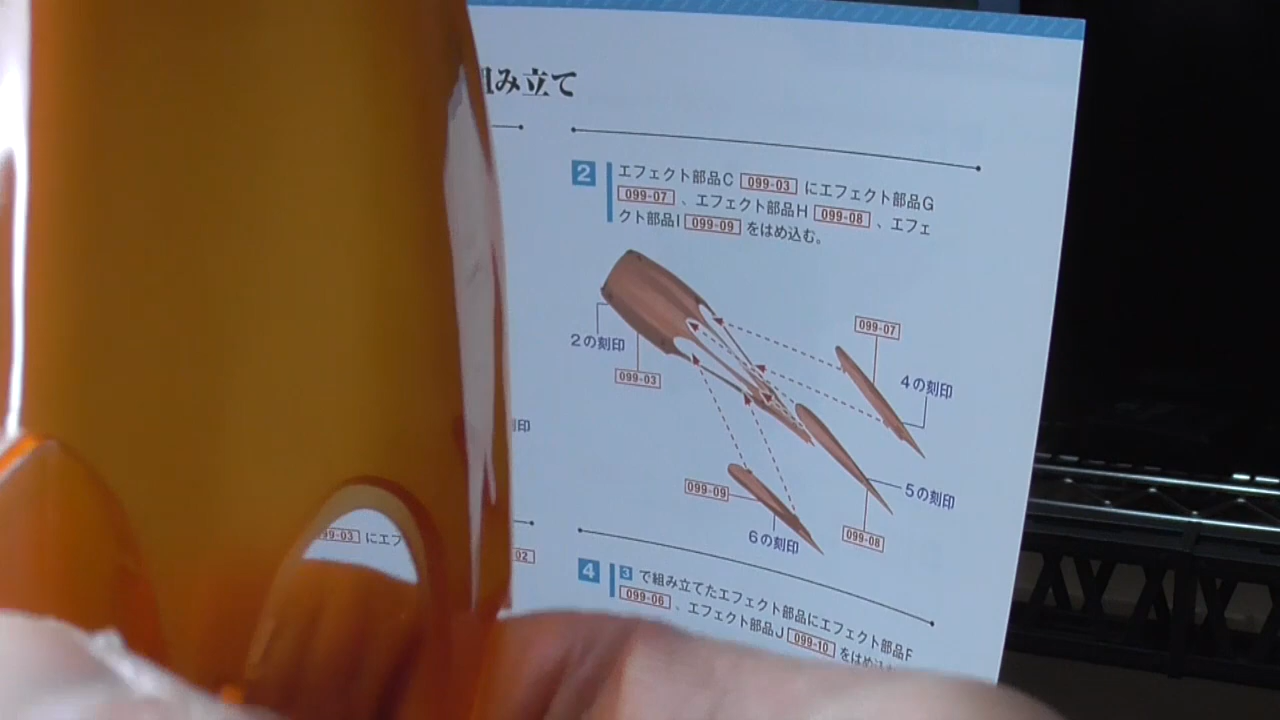 み立て
2
エフェクト部品C 099-03 にエフェクト部品G
099-07 、エフェクト部品H 099-08 、エフェ
クト部品I 099-09 をはめ込む。
099-07
2の刻印
099-03
4の刻印
刻印
099-09
5の刻印
6の刻印
099-08
99-03 にエフ
02
4
3 で組み立てたエフェクト部品にエフェクト部品F
099-06 、エフェクト部品J 099-10 をはめ込